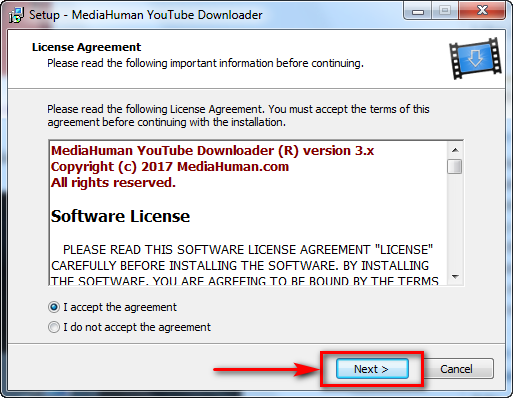 Setup - MediaHuman YouTube Downloader
License Agreement
Please read the following important information before continuing.
Please read the following License Agreement. You must accept the terms of this
agreement before continuing with the installation.
MediaHuman YouTube Downloader (R) version 3.x
Copyright (c) 2017 MediaHuman.com
All rights reserved.
Software License
PLEASE READ THIS SOFTWARE LICENSE AGREEMENT "LICENSE"
CAREFULLY BEFORE INSTALLING THE SOFTWARE. BY INSTALLING
THE SOFTWARE, YOU ARE AGREEING TO BE BOUND BY THE TERMS
I accept the agreement
I do not accept the agreement
Next >
Cancel